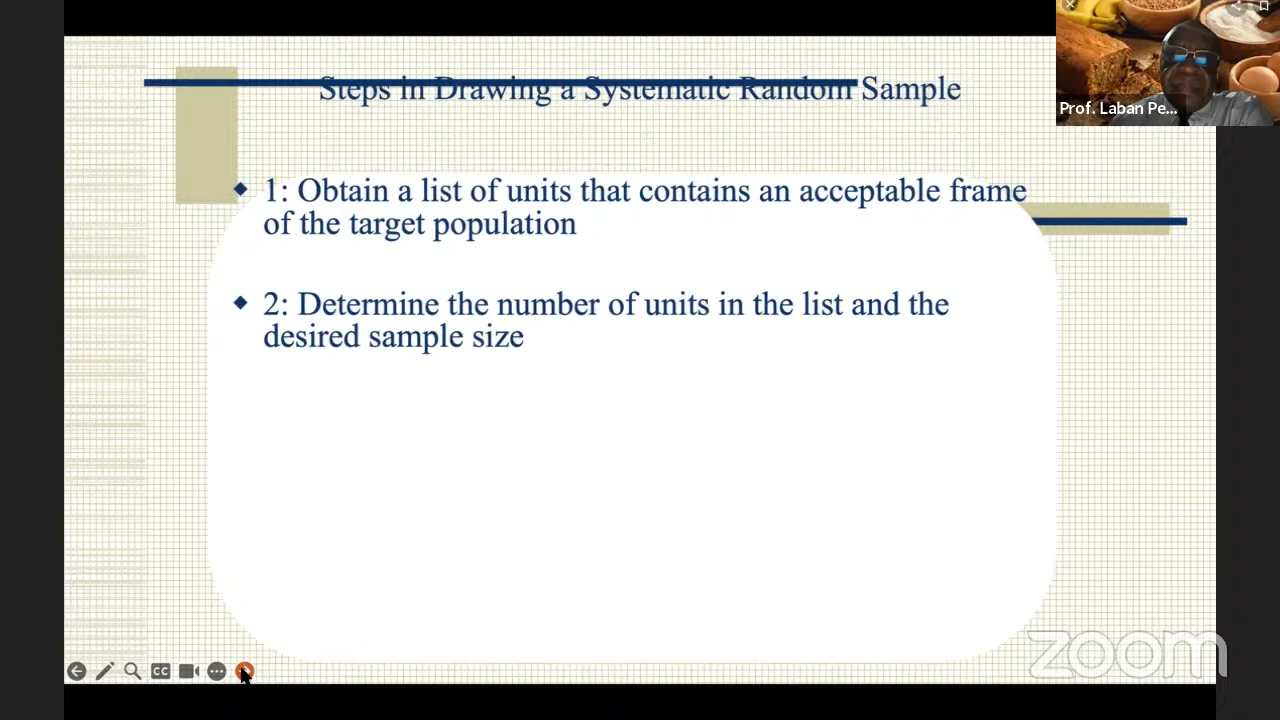 Steps in Drawing a Systematic Random Sample
Prof. Laban Pe...
1: Obtain a list of units that contains an acceptable frame
of the target population
2: Determine the number of units in the list and the
desired sample size
CC
zoom